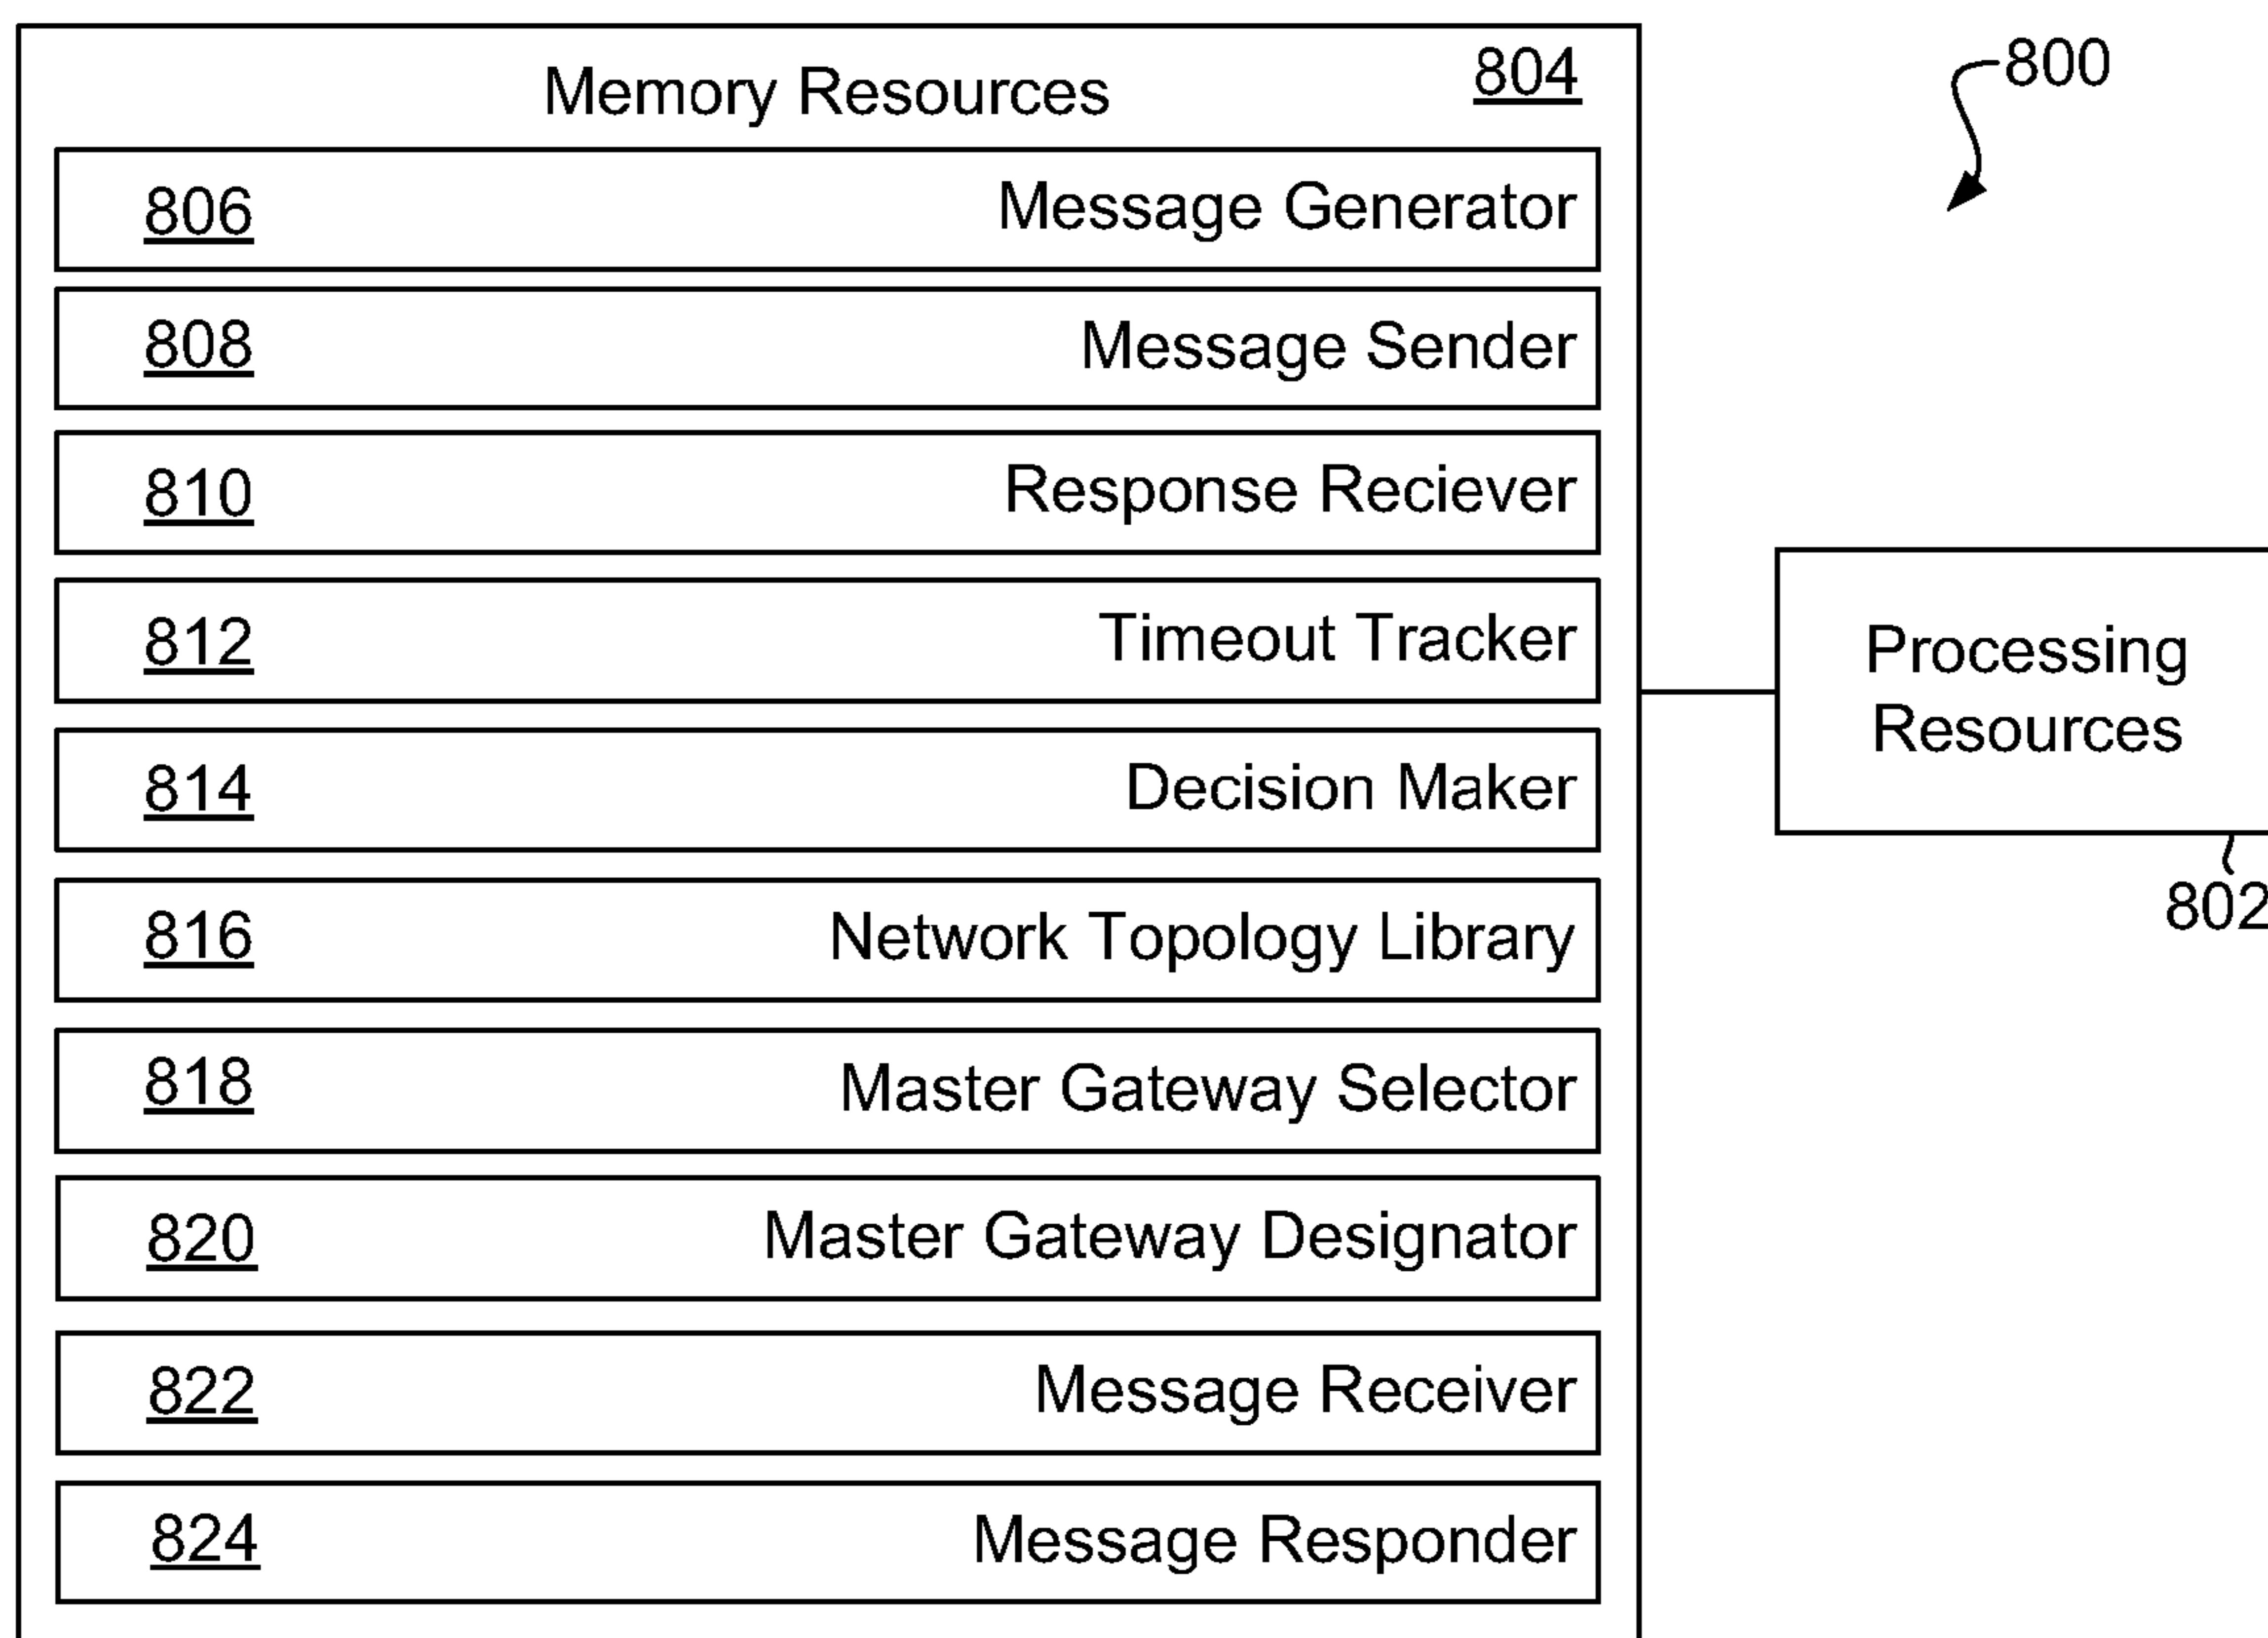 Memory Resources 804
800
806 Message Generator
808 Message Sender
810 Response Reciever
812 Timeout Tracker
Processing
Resources
814 Decision Maker
802
816 Network Topology Library
818 Master Gateway Selector
820 Master Gateway Designator
822 Message Receiver
824 Message Responder